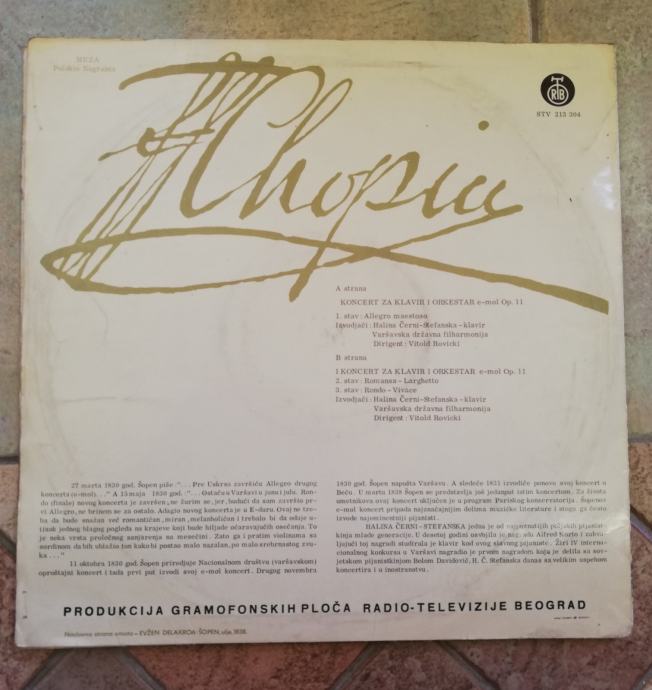 MUZA
Polskie Nagrania
RTB
STV 213 304
F Chopin
A strana
KONCERT ZA KLAVIR I ORKESTAR e-mol Op. 11
1. stav : Allegro maestoso
Izvodjači : Halina Černi-Stefanska - klavir
Varšavska državna filharmonija
Dirigent : Vitold Rovicki
B strana
I KONCERT ZA KLAVIR I ORKESTAR e-mol Op. 11
2. stav : Romansa - Larghetto
3. stav : Rondo - Vivace
Izvodjači : Halina Černi-Stefanska - klavir
Varšavska državna filharmonija
Dirigent : Vitold Rovicki
27 marta 1830 god. Šopen piše :"... Pre Uskrsa završiću Allegro drugog
koncerta (e-mol)..." A 15 maja 1830 god. :"... Ostaću u Varšavi u junu i julu. Ron-
do (finale) novog koncerta je završen, ne žurim se, jer, budući da sam završio pr-
vi Allegro, ne brinem se za ostalo. Adagio novog koncerta je u E-duru. Ovaj ne tre-
ba da bude snažan već romantičan, miran, melanholičan i trebalo bi da odaje u-
tisak jednog blagog pogleda na krajeve koji bude hiljadu očaravajućih osećanja. To
je neka vrsta prolećnog sanjarenja na mesečini. Zato ga i pratim violinama sa
sordinom da bih ublažio ton kako bi postao malo nazalan, po malo srebrnastog zvu-
ka..."
11 oktobra 1830 god. Šopen priredjuje Nacionalnom društvu (varšavskom)
oproštajni koncert i tada prvi put izvodi svoj e-mol koncert. Drugog novembra
1830 god. Šopen napušta Varšavu. A sledeće 1831 izvodiće ponovo svoj koncert u
Beču. U martu 1838 Šopen se predstavlja još jedanput istim koncertom. Za života
umetnikova ovaj koncert uključen je u program Pariskog konzervatorija. Šopenov
e-mol koncert pripada najznačajnijim delima muzičke literature i stoga ga često
izvode najeminentniji pijanisti.
HALINA ČERNI-STEFANSKA jedna je od najpoznatijih poljskih pijanist-
kinja mlade generacije. U desetoj godini osvojila je nagradu Alfred Korto i zahva-
ljujući toj nagradi studirala je klavir kod ovog slavnog pijaniste. Žiri IV interna-
cionalnog konkursa u Varšavi nagradio je prvom nagradom koju je delila sa sov-
jetskom pijanistkinjom Belom Davidovič. H. Č. Stefanska danas sa velikim uspehom
koncertira i u inostranstvu.
PRODUKCIJA GRAMOFONSKIH PLOČA RADIO-TELEVIZIJE BEOGRAD
Naslovna strana omota - EVŽEN DELAKROA: ŠOPEN, ulje, 1838.